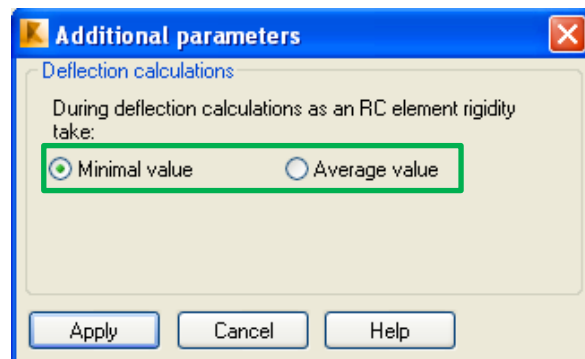 Additional parameters
Deflection calculations
During deflection calculations as an RC element rigidity
take:
Minimal value Average value
Apply Cancel Help